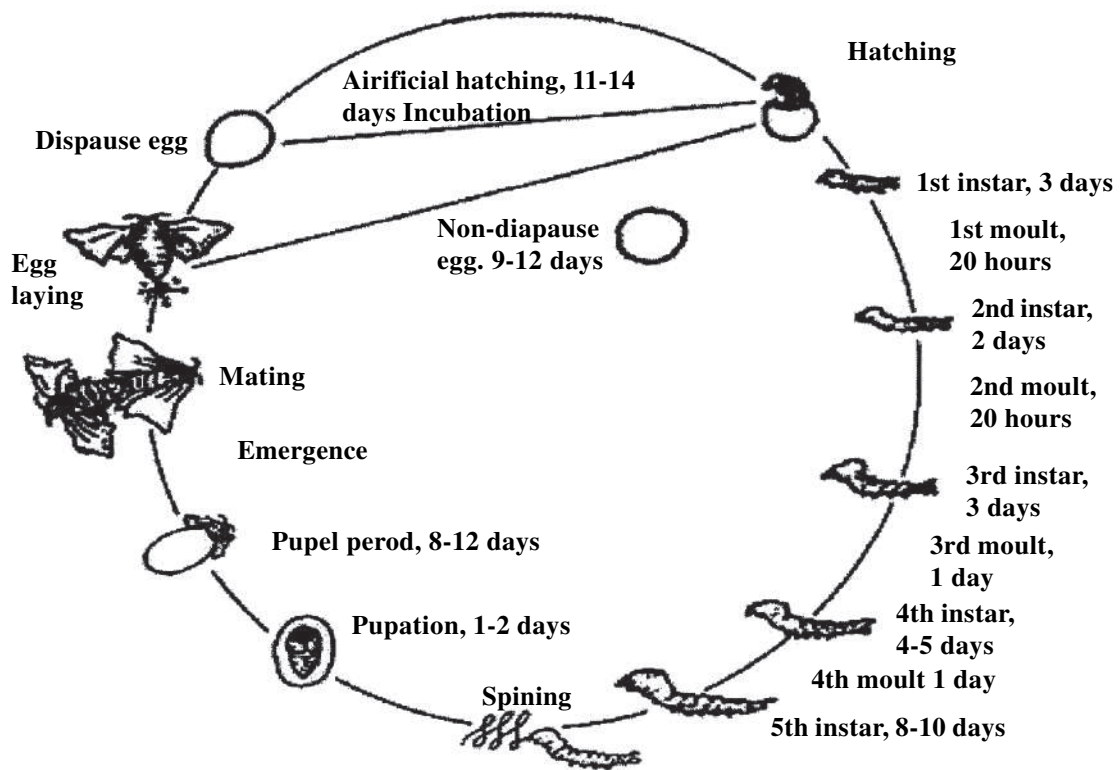 Hatching
Airificial hatching, 11-14
days Incubation
Dispause egg
1st instar, 3 days
Non-diapause
egg. 9-12 days
1st moult,
20 hours
Egg
laying
2nd instar,
2 days
Mating
2nd moult,
20 hours
Emergence
3rd instar,
3 days
Pupel perod, 8-12 days
3rd moult,
1 day
Pupation, 1-2 days
4th instar,
4-5 days
4th moult 1 day
Spining
5th instar, 8-10 days